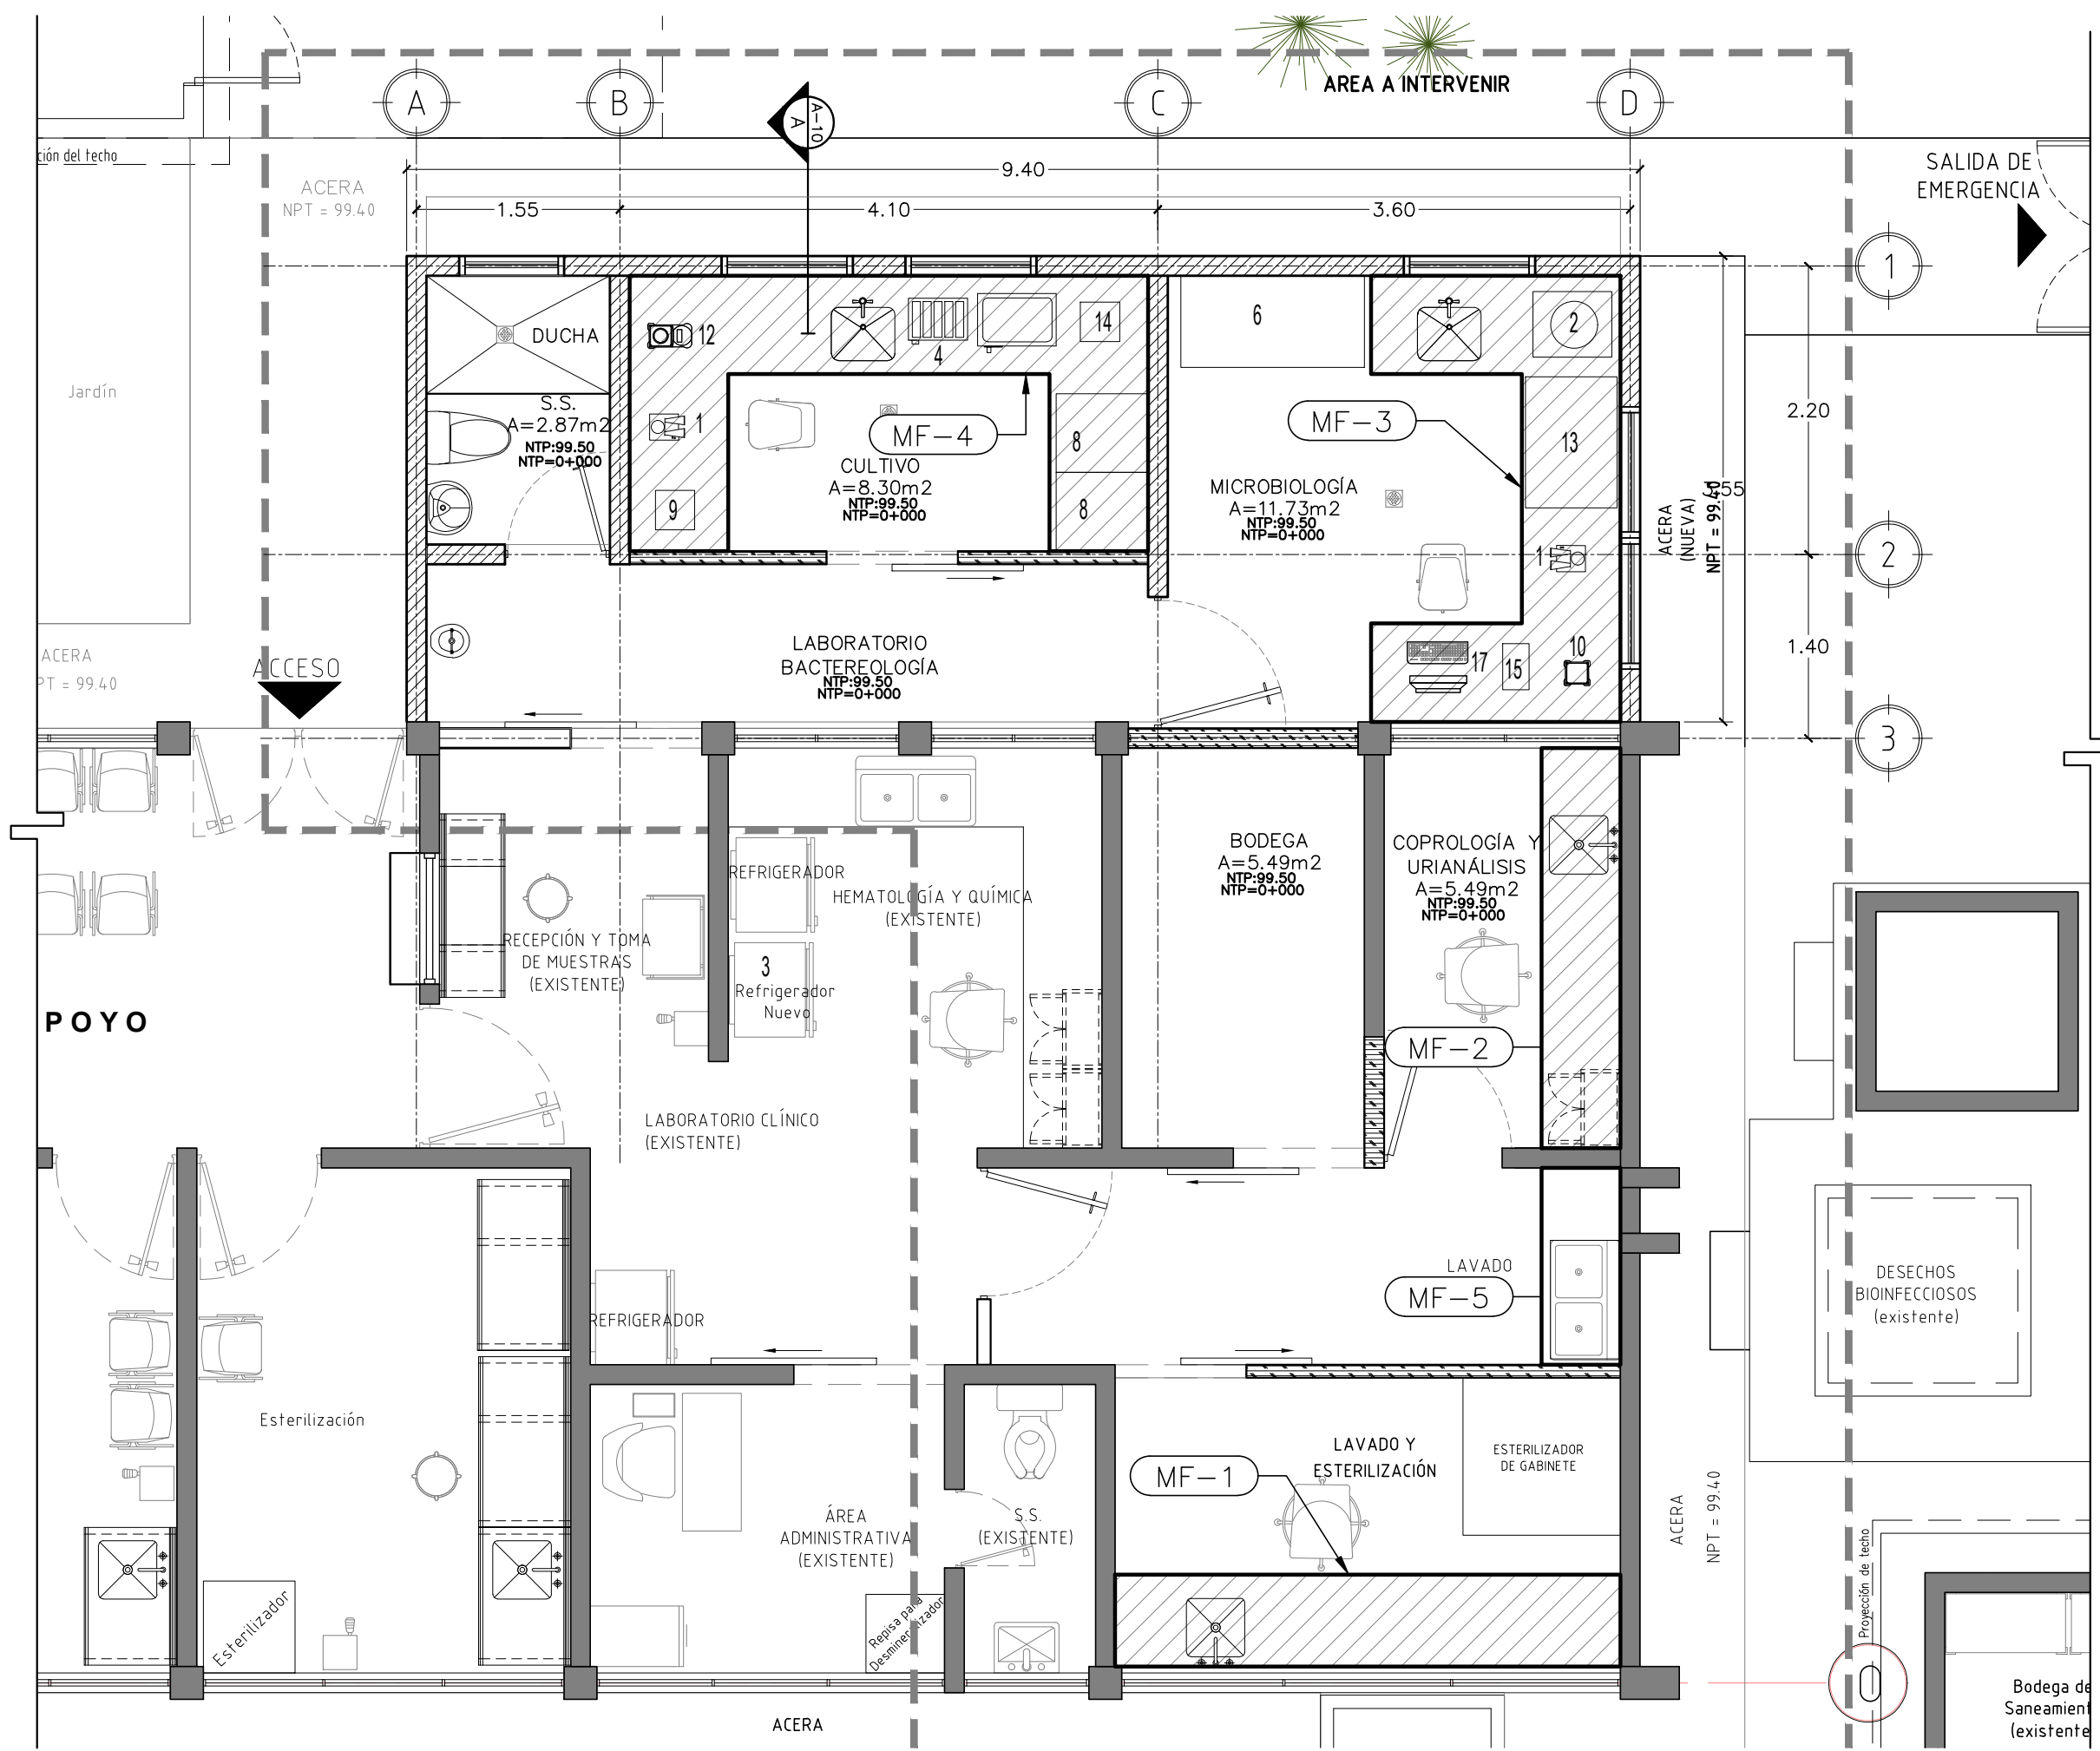 AREA A INTERVENIR
A
B
C
D
A-10
A
ción del techo
SALIDA DE
EMERGENCIA
9.40
ACERA
NPT = 99.40
1.55
4.10
3.60
1
DUCHA
12
4
14
6
2
Jardín
S.S.
A=2.87m2
NTP:99.50
NTP=0+000
1
MF-4
8
MF-3
13
2.20
CULTIVO
A=8.30m2
NTP:99.50
NTP=0+000
9
8
MICROBIOLOGÍA
A=11.73m2
NTP:99.50
NTP=0+000
ACERA
(NUEVA)
NPT = 99.40
1
2
ACERA
PT = 99.40
ACCESO
LABORATORIO
BACTEREOLOGÍA
NTP:99.50
NTP=0+000
17
15
10
1.40
3
BODEGA
A=5.49m2
NTP:99.50
NTP=0+000
COPROLOGÍA Y
URIANÁLISIS
A=5.49m2
NTP:99.50
NTP=0+000
REFRIGERADOR
HEMATOLOGÍA Y QUÍMICA
(EXISTENTE)
RECEPCIÓN Y TOMA
DE MUESTRAS
(EXISTENTE)
3
Refrigerador
Nuevo
POYO
MF-2
LABORATORIO CLÍNICO
(EXISTENTE)
LAVADO
MF-5
DESECHOS
BIOINFECCIOSOS
(existente)
REFRIGERADOR
Esterilización
LAVADO Y
ESTERILIZACIÓN
ESTERILIZADOR
DE GABINETE
MF-1
ÁREA
ADMINISTRATIVA
(EXISTENTE)
S.S.
(EXISTENTE)
ACERA
NPT = 99.40
Proyección de techo
Esterilizador
Repisa para
Desmineralizador
Bodega de
Saneamient
(existente
ACERA